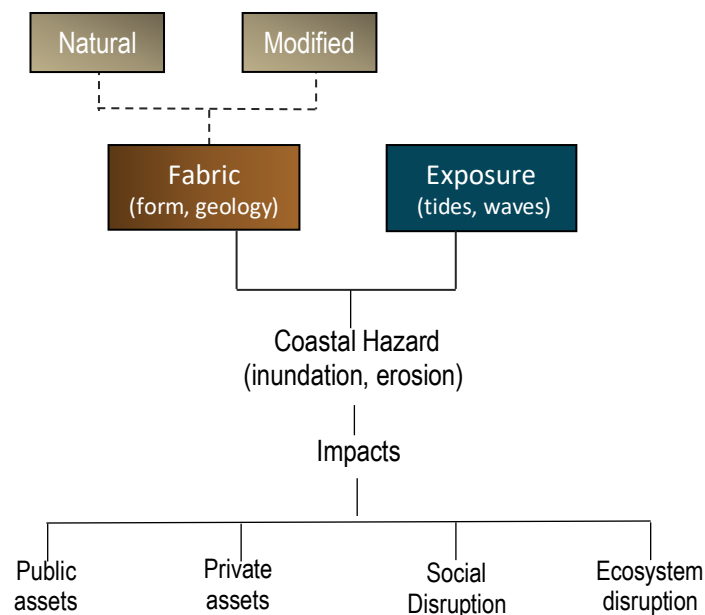 Natural
Modified
Fabric
(form, geology)
Exposure
(tides, waves)
Coastal Hazard
(inundation, erosion)
Impacts
Public
assets
Private
assets
Social
Disruption
Ecosystem
disruption